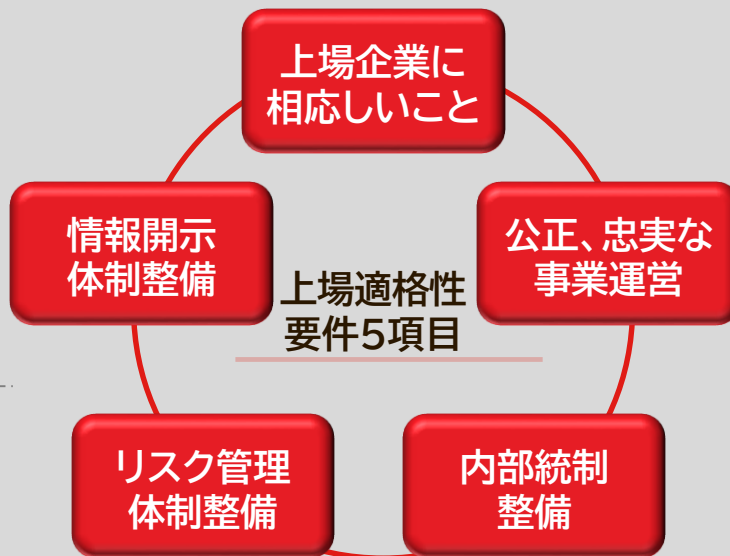 上場企業に
相応しいこと
公正、忠実な
事業運営
内部統制
整備
リスク管理
体制整備
情報開示
体制整備
上場適格性
要件5項目